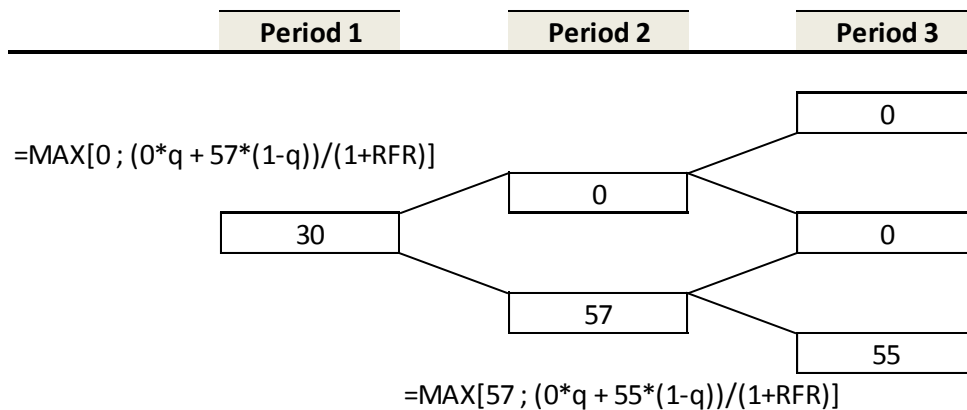 Period 1 Period 2 Period 3
0
=MAX[0 ; (0*q + 57*(1-q))/(1+RFR)]
0
30 0
57
55
=MAX[57 ; (0*q + 55*(1-q))/(1+RFR)]